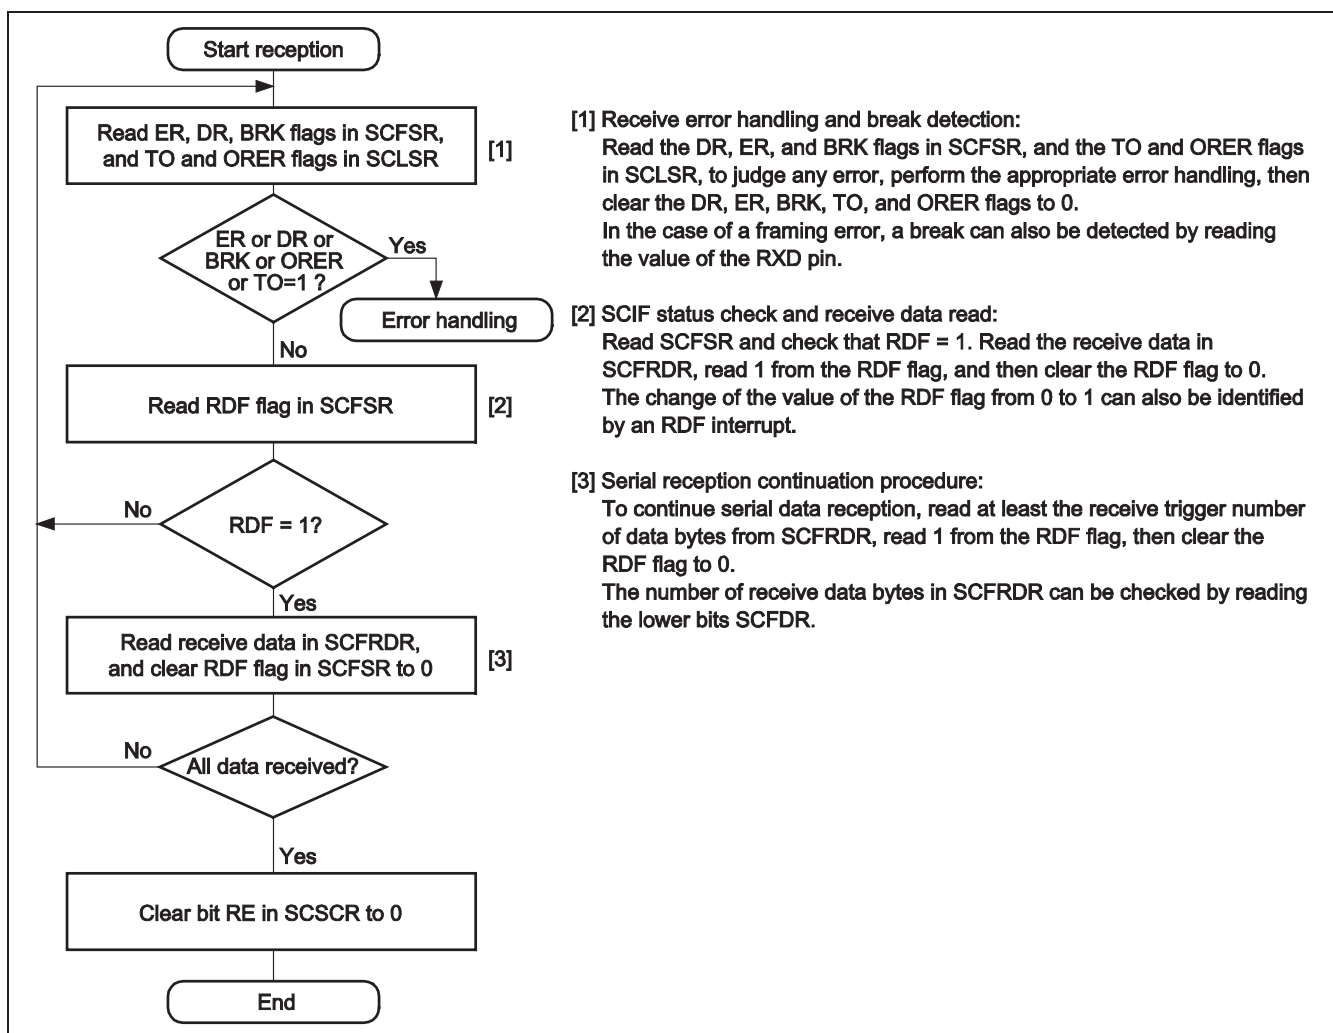 Start reception
Read ER, DR, BRK flags in SCFSR,
and TO and ORER flags in SCLSR
[1]
ER or DR or
BRK or ORER
or TO=1 ?
Yes
Error handling
No
Read RDF flag in SCFSR
[2]
No
RDF = 1?
Yes
Read receive data in SCFRDR,
and clear RDF flag in SCFSR to 0
[3]
No
All data received?
Yes
Clear bit RE in SCSCR to 0
End
[1] Receive error handling and break detection:
Read the DR, ER, and BRK flags in SCFSR, and the TO and ORER flags
in SCLSR, to judge any error, perform the appropriate error handling, then
clear the DR, ER, BRK, TO, and ORER flags to 0.
In the case of a framing error, a break can also be detected by reading
the value of the RXD pin.
[2] SCIF status check and receive data read:
Read SCFSR and check that RDF = 1. Read the receive data in
SCFRDR, read 1 from the RDF flag, and then clear the RDF flag to 0.
The change of the value of the RDF flag from 0 to 1 can also be identified
by an RDF interrupt.
[3] Serial reception continuation procedure:
To continue serial data reception, read at least the receive trigger number
of data bytes from SCFRDR, read 1 from the RDF flag, then clear the
RDF flag to 0.
The number of receive data bytes in SCFRDR can be checked by reading
the lower bits SCFDR.